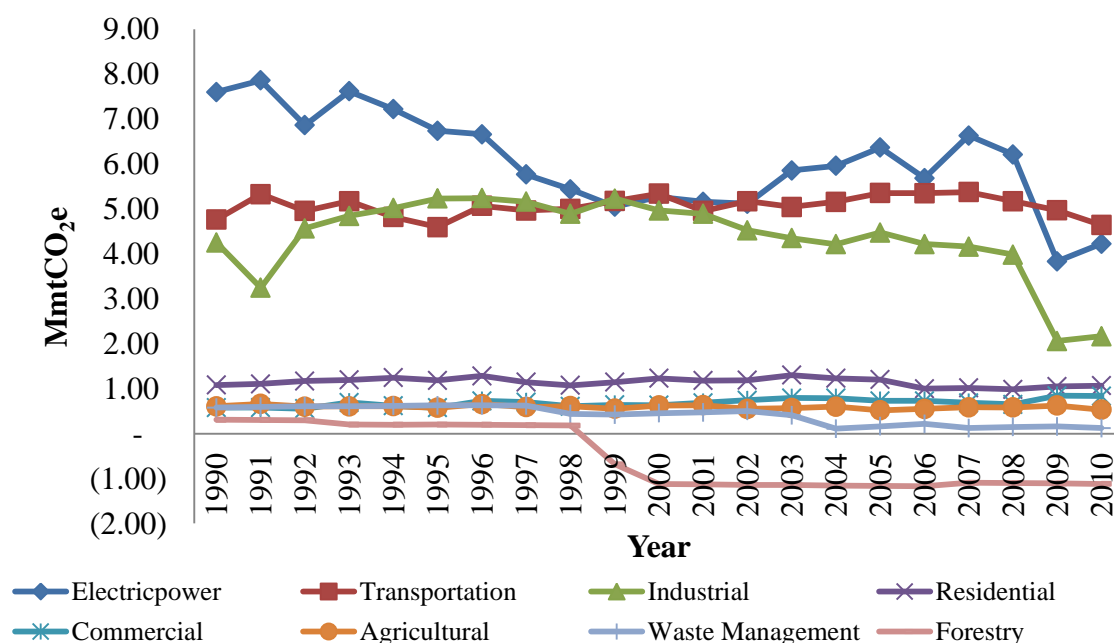 9.00
8.00
7.00
6.00
5.00
4.00
3.00
2.00
1.00
-
(1.00)
(2.00)
MmtCO2e
1990 1991 1992 1993 1994 1995 1996 1997 1998 1999 2000 2001 2002 2003 2004 2005 2006 2007 2008 2009 2010
Year
Electricpower Transportation Industrial Residential
Commercial Agricultural Waste Management Forestry